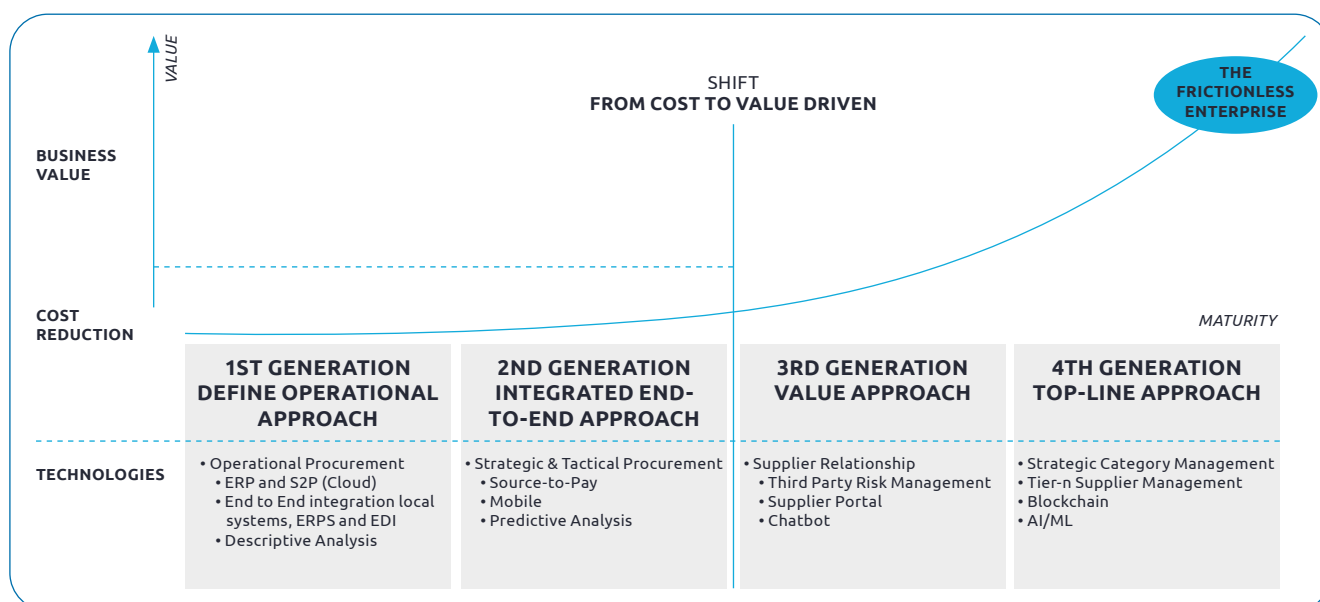 VALUE
SHIFT
FROM COST TO VALUE DRIVEN
THE
FRICTIONLESS
ENTERPRISE
BUSINESS
VALUE
COST
REDUCTION
MATURITY
1ST GENERATION
DEFINE OPERATIONAL
APPROACH
2ND GENERATION
INTEGRATED END-
TO-END APPROACH
3RD GENERATION
VALUE APPROACH
4TH GENERATION
TOP-LINE APPROACH
TECHNOLOGIES
• Operational Procurement
• ERP and S2P (Cloud)
• End to End integration local
systems, ERPS and EDI
• Descriptive Analysis
• Strategic & Tactical Procurement
• Source-to-Pay
• Mobile
• Predictive Analysis
• Supplier Relationship
• Third Party Risk Management
• Supplier Portal
• Chatbot
• Strategic Category Management
• Tier-n Supplier Management
• Blockchain
• AI/ML